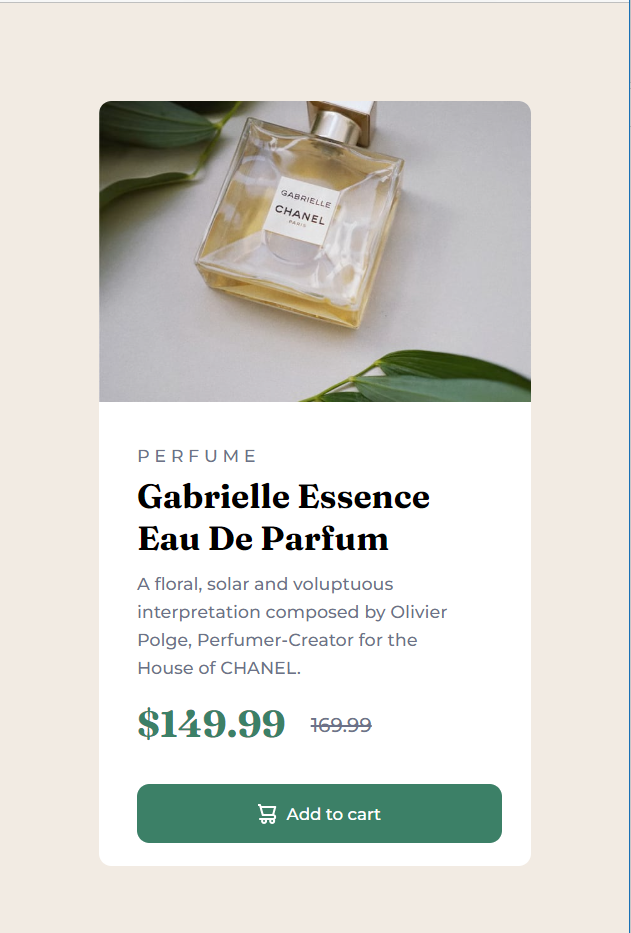 GABRIELLE
CHANEL
PARIS
PERFUME
Gabrielle Essence
Eau De Parfum
A floral, solar and voluptuous
interpretation composed by Olivier
Polge, Perfumer-Creator for the
House of CHANEL.
$149.99 169.99
Add to cart